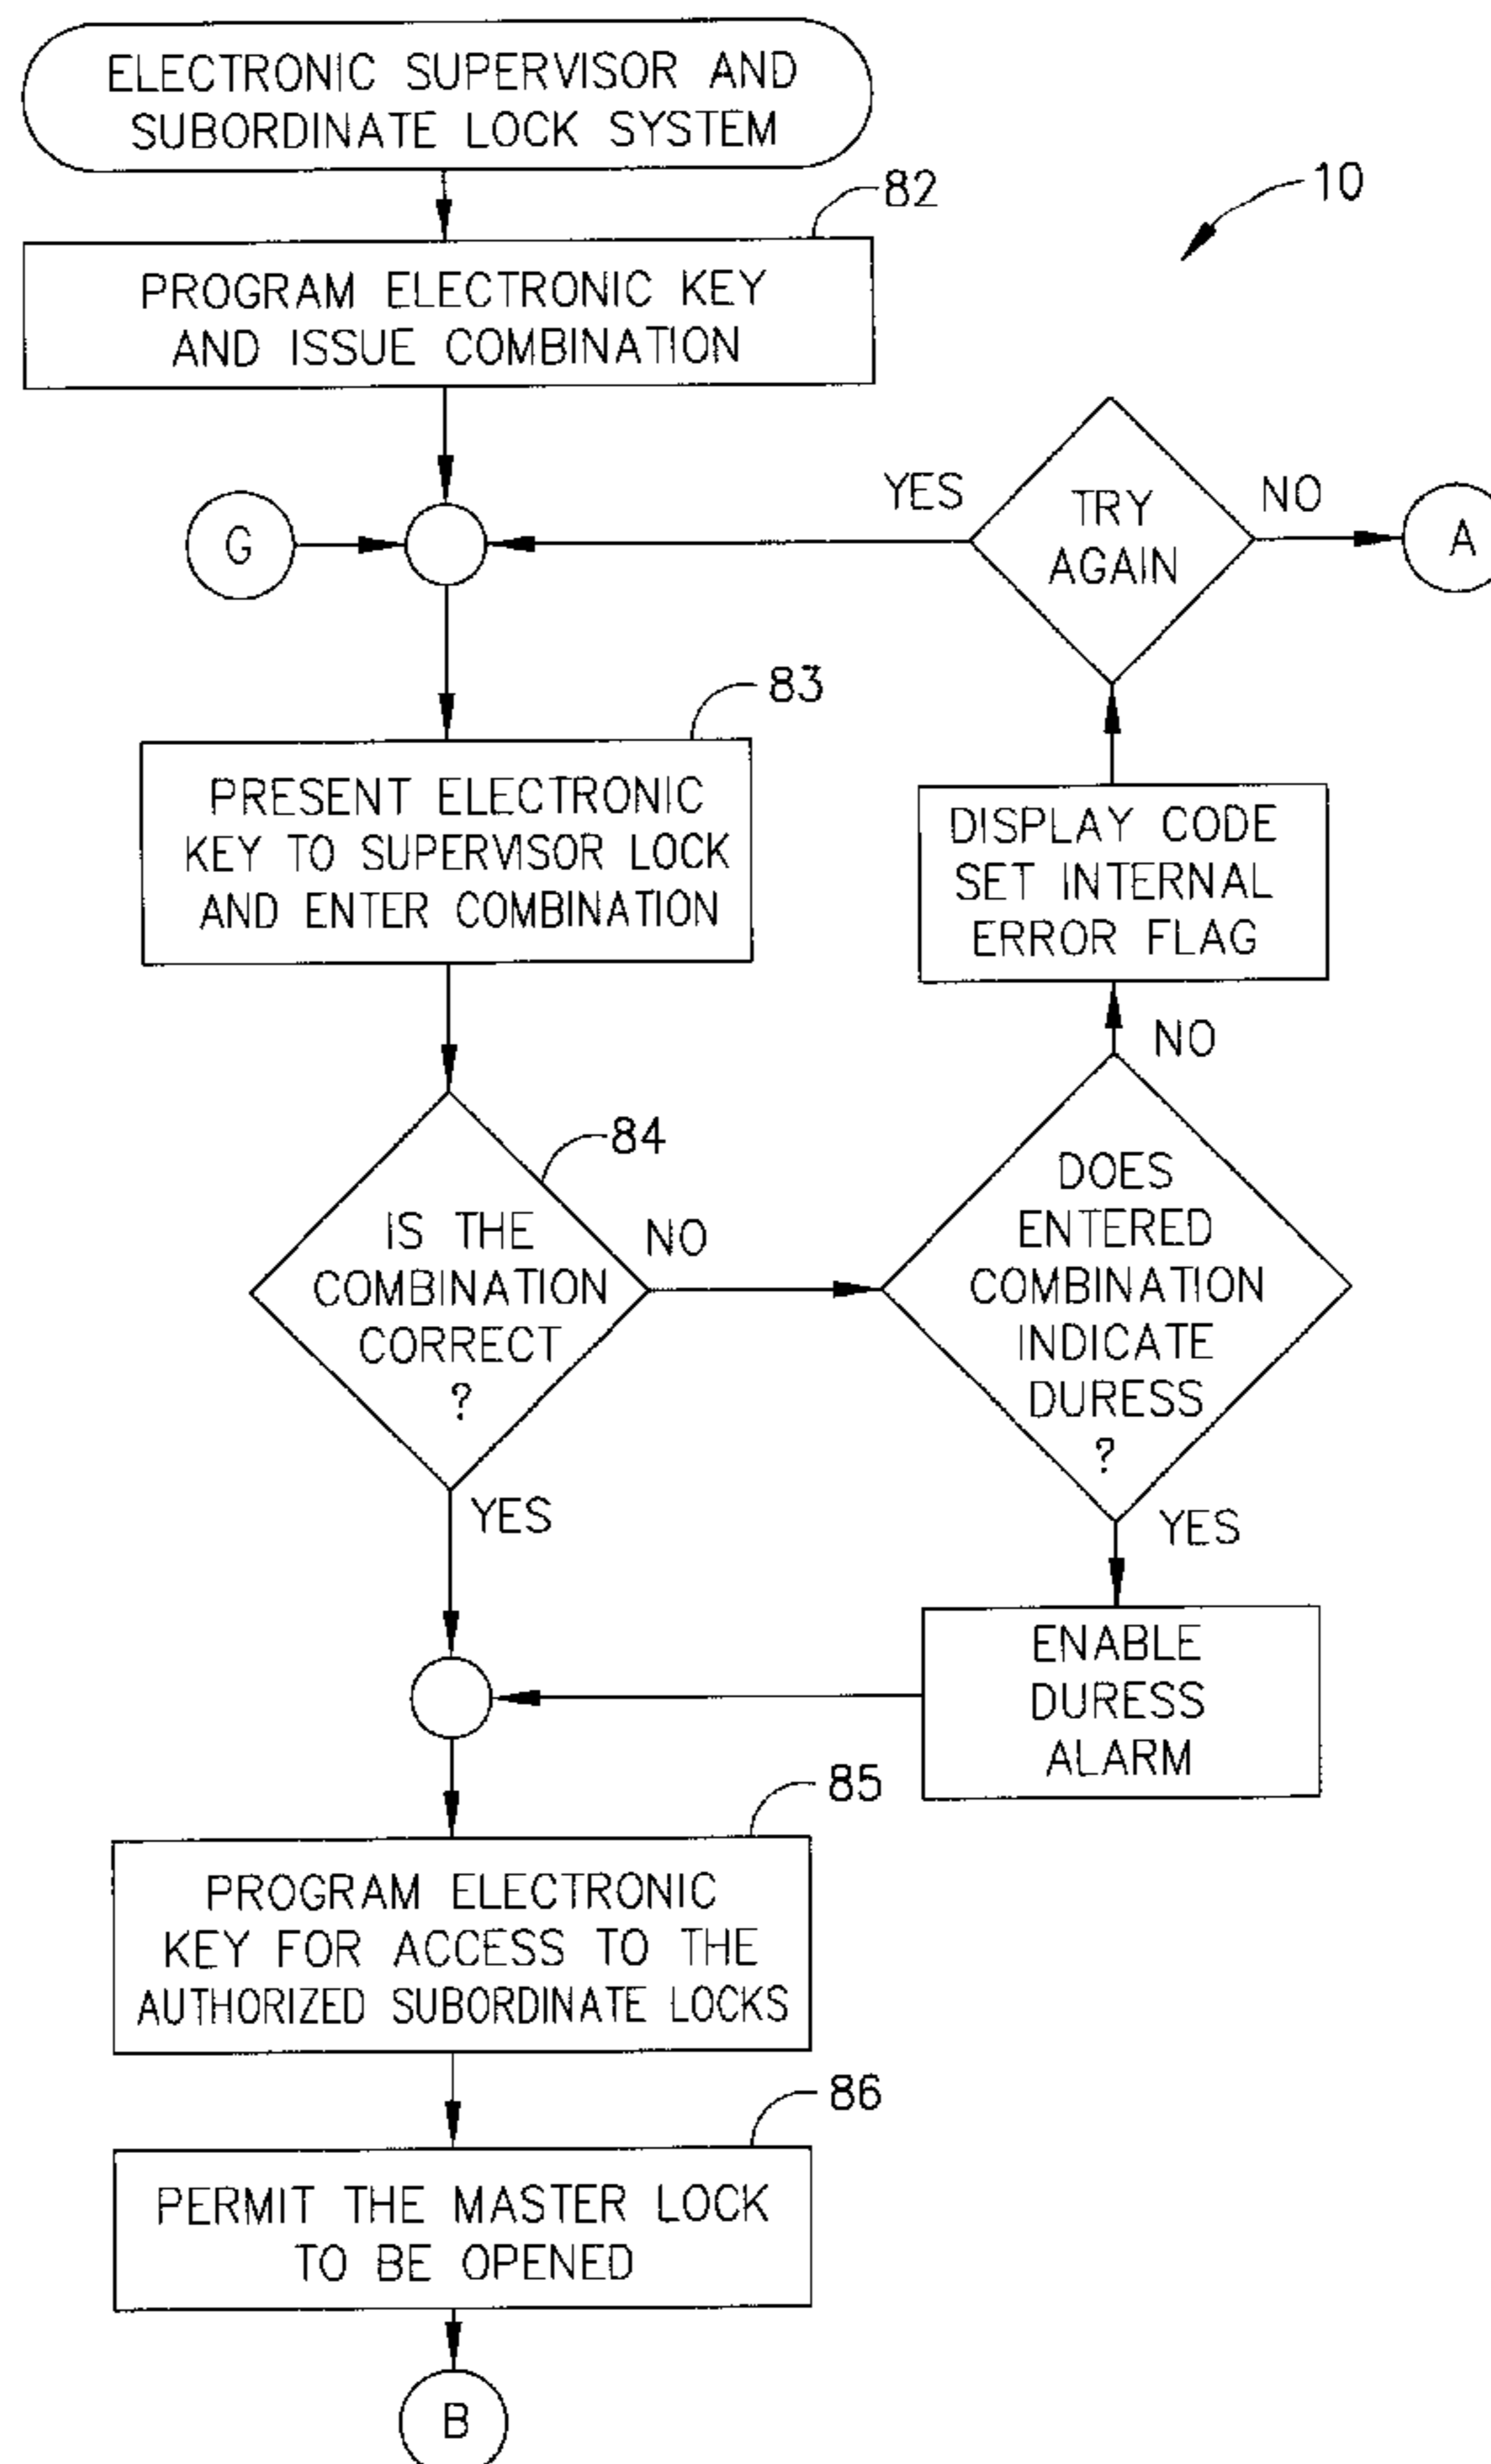 ELECTRONIC SUPERVISOR AND
SUBORDINATE LOCK SYSTEM
82
10
PROGRAM ELECTRONIC KEY
AND ISSUE COMBINATION
G
YES
TRY
AGAIN
NO
A
83
PRESENT ELECTRONIC
KEY TO SUPERVISOR LOCK
AND ENTER COMBINATION
DISPLAY CODE
SET INTERNAL
ERROR FLAG
NO
84
IS THE
COMBINATION
CORRECT
?
NO
DOES
ENTERED
COMBINATION
INDICATE
DURESS
?
YES
YES
ENABLE
DURESS
ALARM
85
PROGRAM ELECTRONIC
KEY FOR ACCESS TO THE
AUTHORIZED SUBORDINATE LOCKS
86
PERMIT THE MASTER LOCK
TO BE OPENED
B